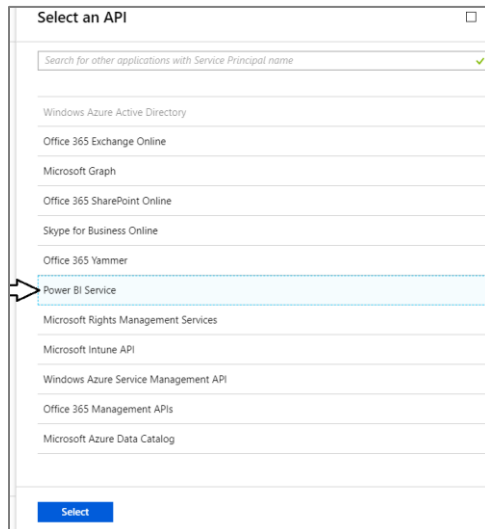 Select an API
Search for other applications with Service Principal name
Windows Azure Active Directory
Office 365 Exchange Online
Microsoft Graph
Office 365 SharePoint Online
Skype for Business Online
Office 365 Yammer
Power BI Service
Microsoft Rights Management Services
Microsoft Intune API
Windows Azure Service Management API
Office 365 Management APIs
Microsoft Azure Data Catalog
Select